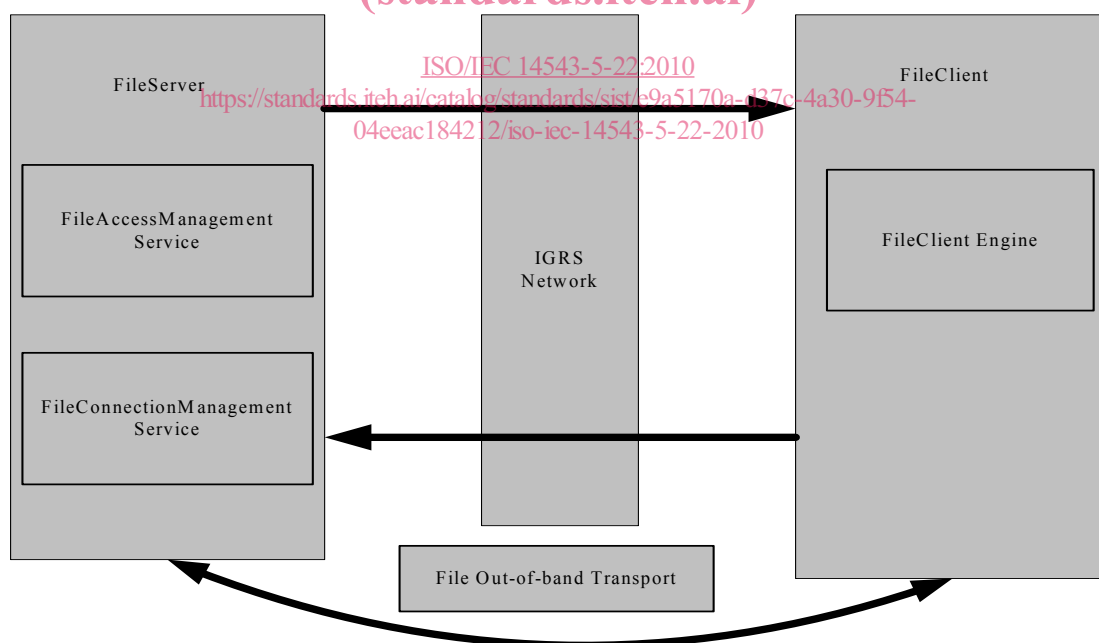 (standards.iteh.ai)
ISO/IEC 14543-5-22:2010
https://standards.iteh.ai/catalog/standards/sist/e9a5170a-d37c-4a30-9f54-
04eeac184212/iso-iec-14543-5-22-2010
FileServer
FileClient
FileAccessManagement
Service
FileClient Engine
IGRS
Network
FileConnectionManagement
Service
File Out-of-band Transport